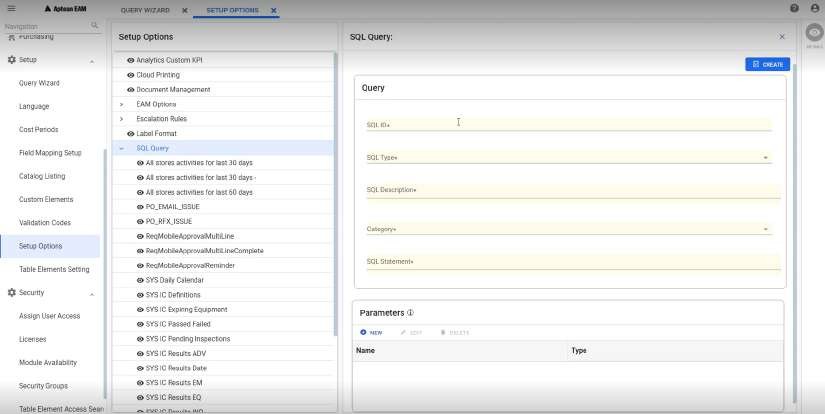 Aptean EAM
QUERY WIZARD
SETUP OPTIONS
Navigation
Purchasing
Setup
Query Wizard
Language
Cost Periods
Field Mapping Setup
Catalog Listing
Custom Elements
Validation Codes
Setup Options
Table Elements Setting
Security
Assign User Access
Licenses
Module Availability
Security Groups
Table Element Access Sear
Setup Options
Analytics Custom KPI
Cloud Printing
Document Management
EAM Options
Escalation Rules
Label Format
SQL Query
All stores activities for last 30 days
All stores activities for last 30 days -
All stores activities for last 60 days
PO_EMAIL_ISSUE
PO_RFX_ISSUE
ReqMobileApprovalMultiLine
ReqMobileApprovalMultiLineComplete
ReqMobileApprovalReminder
SYS Daily Calendar
SYS IC Definitions
SYS IC Expiring Equipment
SYS IC Passed Failed
SYS IC Pending Inspections
SYS IC Results ADV
SYS IC Results Date
SYS IC Results EM
SYS IC Results EQ
SYS IC Results IND
SQL Query:
CREATE
Query
SQL ID*
SQL Type*
SQL Description*
Category*
SQL Statement*
Parameters
NEW
EDIT
DELETE
Name
Type